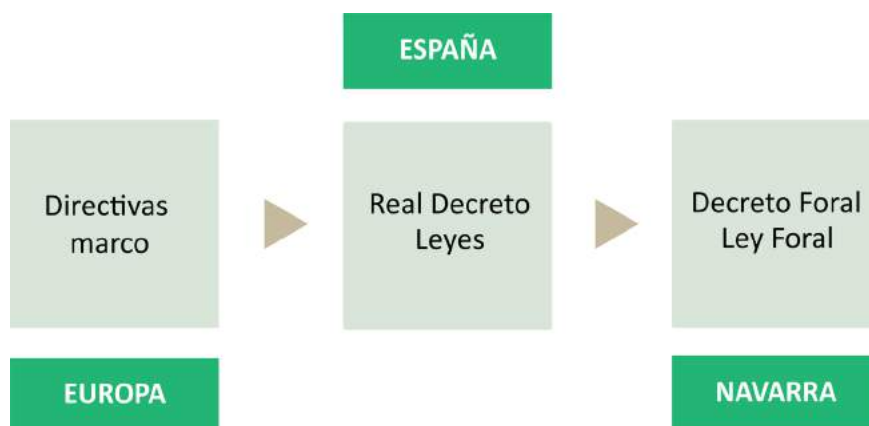 ESPAÑA
Directivas
marco
Real Decreto
Leyes
Decreto Foral
Ley Foral
EUROPA
NAVARRA